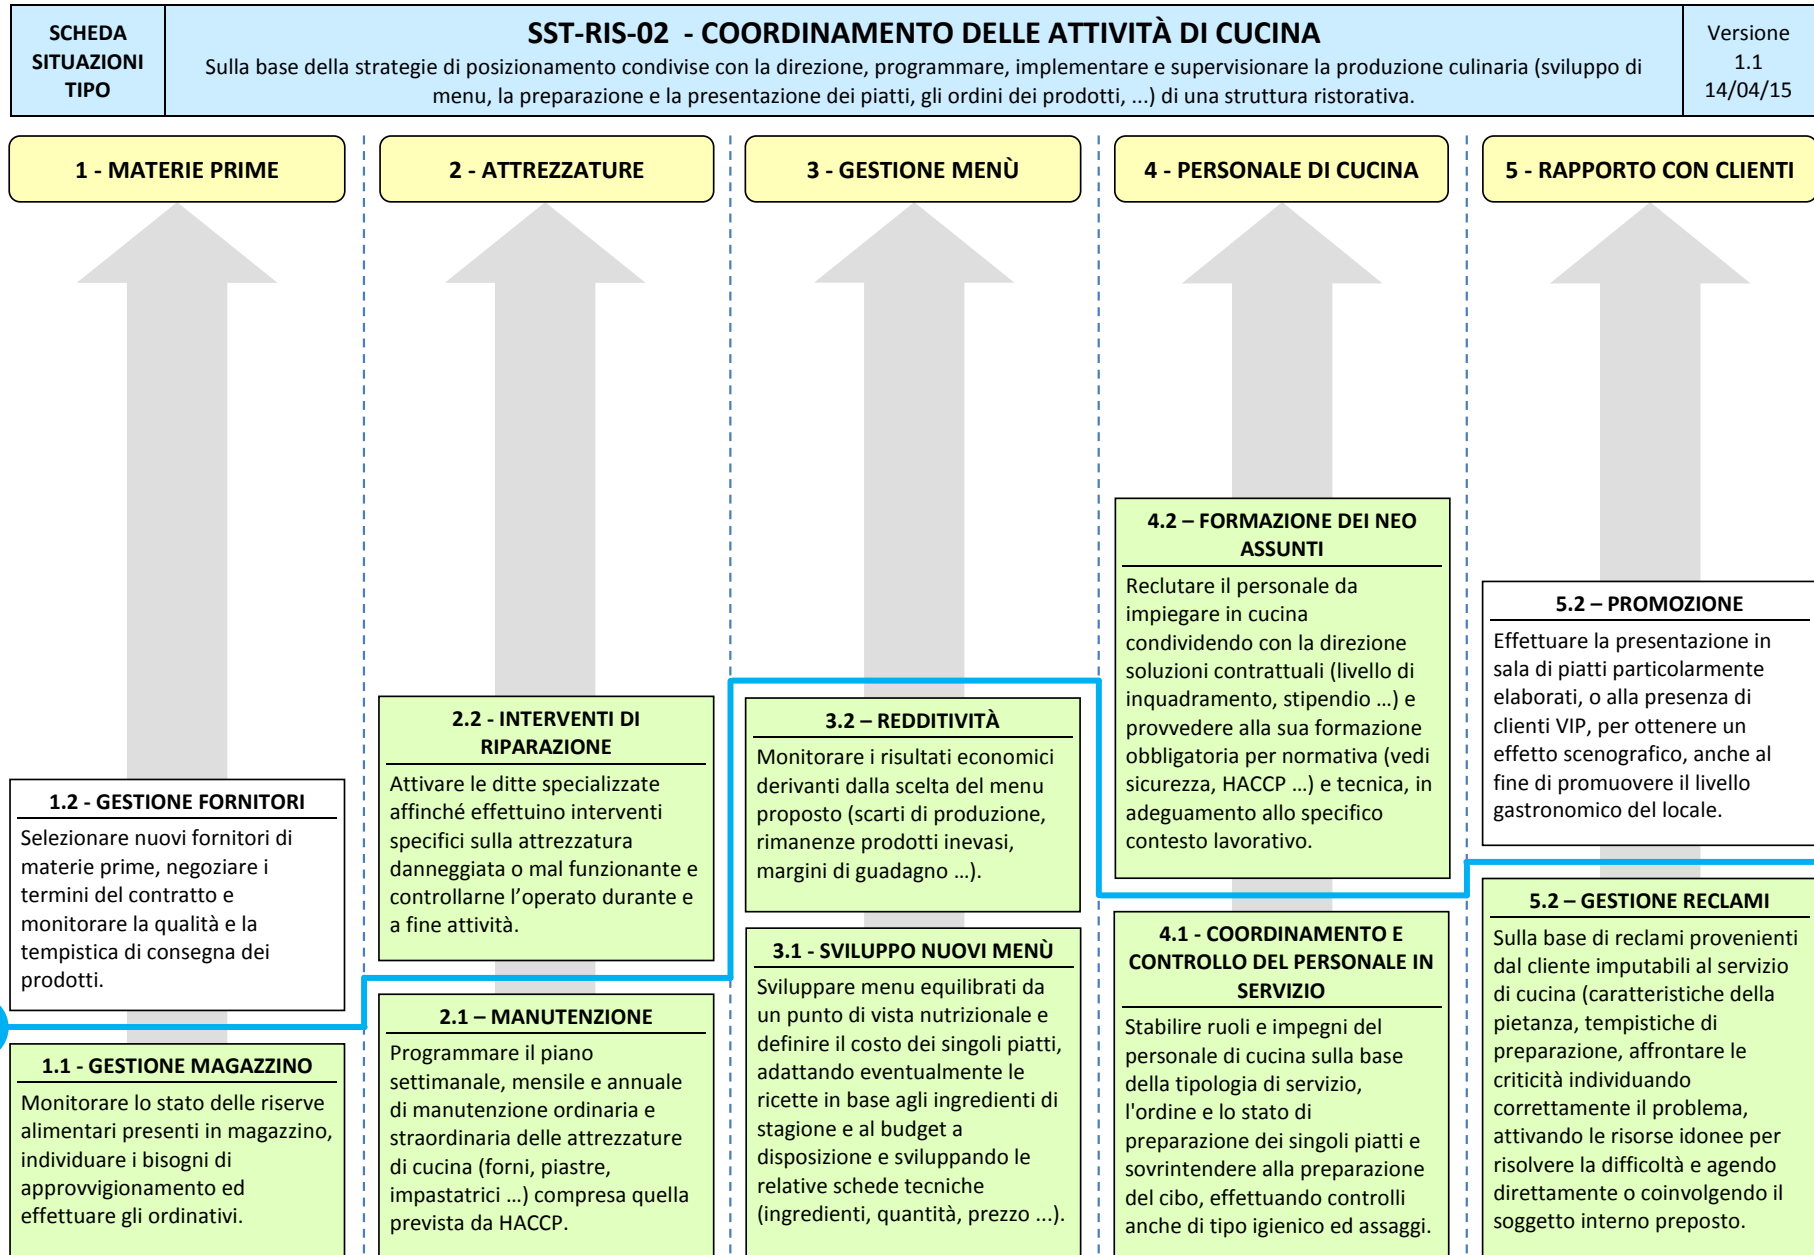 SCHEDA
SITUAZIONI
TIPO
SST-RIS-02 - COORDINAMENTO DELLE ATTIVITÀ DI CUCINA
Sulla base della strategie di posizionamento condivise con la direzione, programmare, implementare e supervisionare la produzione culinaria (sviluppo di
menu, la preparazione e la presentazione dei piatti, gli ordini dei prodotti, ...) di una struttura ristorativa.
Versione
1.1
14/04/15
1 - MATERIE PRIME
2 - ATTREZZATURE
3 - GESTIONE MENÙ
4 - PERSONALE DI CUCINA
5 - RAPPORTO CON CLIENTI
1.2 - GESTIONE FORNITORI
Selezionare nuovi fornitori di
materie prime, negoziare i
termini del contratto e
monitorare la qualità e la
tempistica di consegna dei
prodotti.
1.1 - GESTIONE MAGAZZINO
Monitorare lo stato delle riserve
alimentari presenti in magazzino,
individuare i bisogni di
approvvigionamento ed
effettuare gli ordinativi.
2.2 - INTERVENTI DI
RIPARAZIONE
Attivare le ditte specializzate
affinché effettuino interventi
specifici sulla attrezzatura
danneggiata o mal funzionante e
controllarne l'operato durante e
a fine attività.
2.1 – MANUTENZIONE
Programmare il piano
settimanale, mensile e annuale
di manutenzione ordinaria e
straordinaria delle attrezzature
di cucina (forni, piastre,
impastatrici …) compresa quella
prevista da HACCP.
3.2 – REDDITIVITÀ
Monitorare i risultati economici
derivanti dalla scelta del menu
proposto (scarti di produzione,
rimanenze prodotti inevasi,
margini di guadagno …).
3.1 - SVILUPPO NUOVI MENÙ
Sviluppare menu equilibrati da
un punto di vista nutrizionale e
definire il costo dei singoli piatti,
adattando eventualmente le
ricette in base agli ingredienti di
stagione e al budget a
disposizione e sviluppando le
relative schede tecniche
(ingredienti, quantità, prezzo ...).
4.2 – FORMAZIONE DEI NEO
ASSUNTI
Reclutare il personale da
impiegare in cucina
condividendo con la direzione
soluzioni contrattuali (livello di
inquadramento, stipendio …) e
provvedere alla sua formazione
obbligatoria per normativa (vedi
sicurezza, HACCP …) e tecnica, in
adeguamento allo specifico
contesto lavorativo.
4.1 - COORDINAMENTO E
CONTROLLO DEL PERSONALE IN
SERVIZIO
Stabilire ruoli e impegni del
personale di cucina sulla base
della tipologia di servizio,
l'ordine e lo stato di
preparazione dei singoli piatti e
sovrintendere alla preparazione
del cibo, effettuando controlli
anche di tipo igienico ed assaggi.
5.2 – PROMOZIONE
Effettuare la presentazione in
sala di piatti particolarmente
elaborati, o alla presenza di
clienti VIP, per ottenere un
effetto scenografico, anche al
fine di promuovere il livello
gastronomico del locale.
5.2 – GESTIONE RECLAMI
Sulla base di reclami provenienti
dal cliente imputabili al servizio
di cucina (caratteristiche della
pietanza, tempistiche di
preparazione, affrontare le
criticità individuando
correttamente il problema,
attivando le risorse idonee per
risolvere la difficoltà e agendo
direttamente o coinvolgendo il
soggetto interno preposto.